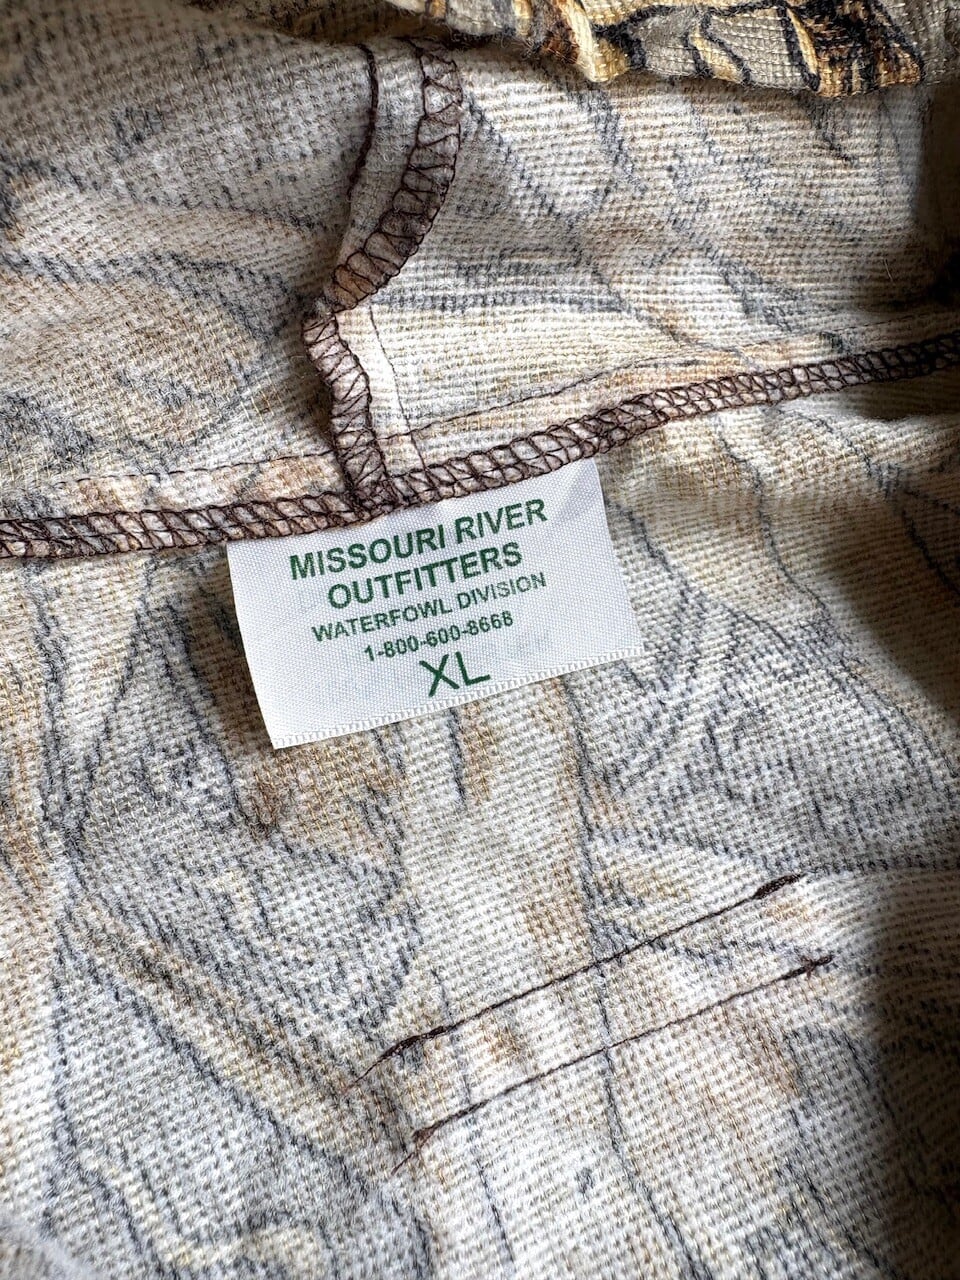 MISSOURI RIVER
OUTFITTERS
WATERFOWL DIVISION
1-800-600-8668
XL